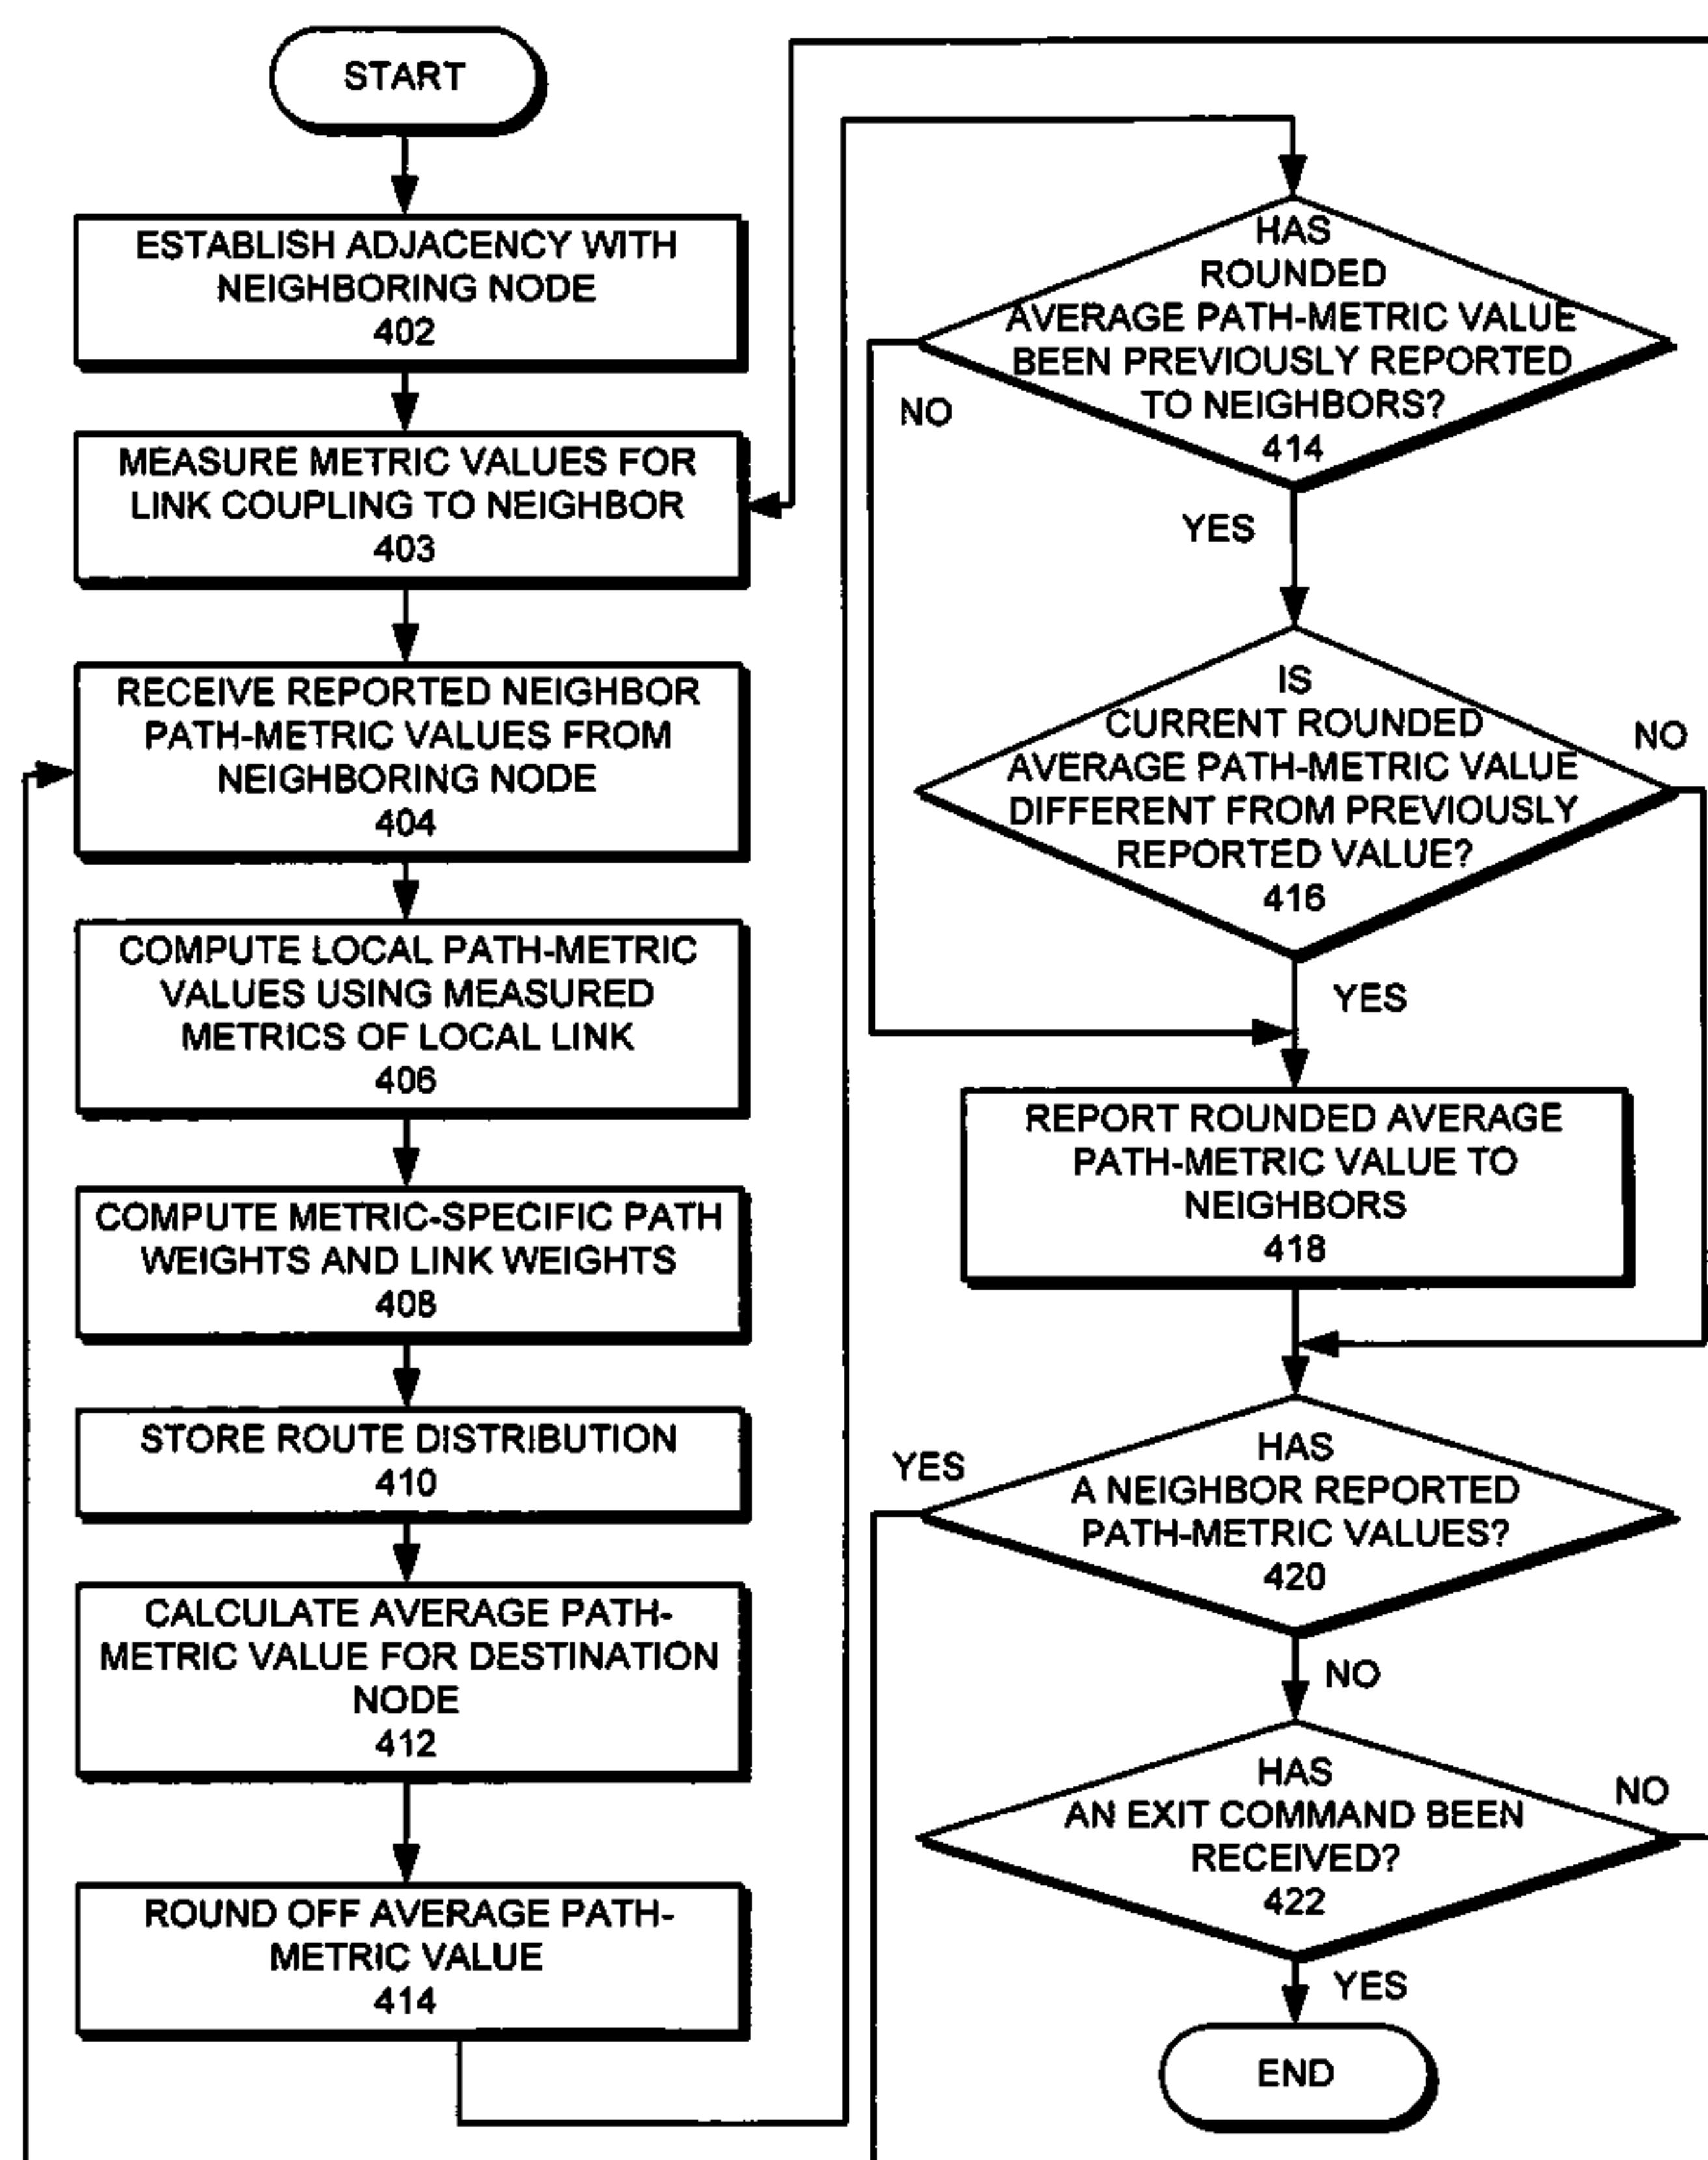 START
ESTABLISH ADJACENCY WITH
NEIGHBORING NODE
402
MEASURE METRIC VALUES FOR
LINK COUPLING TO NEIGHBOR
403
RECEIVE REPORTED NEIGHBOR
PATH-METRIC VALUES FROM
NEIGHBORING NODE
404
COMPUTE LOCAL PATH-METRIC
VALUES USING MEASURED
METRICS OF LOCAL LINK
406
COMPUTE METRIC-SPECIFIC PATH
WEIGHTS AND LINK WEIGHTS
408
STORE ROUTE DISTRIBUTION
410
CALCULATE AVERAGE PATH-
METRIC VALUE FOR DESTINATION
NODE
412
ROUND OFF AVERAGE PATH-
METRIC VALUE
414
HAS
ROUNDED
AVERAGE PATH-METRIC VALUE
BEEN PREVIOUSLY REPORTED
TO NEIGHBORS?
414
NO
YES
IS
CURRENT ROUNDED
AVERAGE PATH-METRIC VALUE
DIFFERENT FROM PREVIOUSLY
REPORTED VALUE?
416
NO
YES
REPORT ROUNDED AVERAGE
PATH-METRIC VALUE TO
NEIGHBORS
418
HAS
A NEIGHBOR REPORTED
PATH-METRIC VALUES?
420
YES
NO
HAS
AN EXIT COMMAND BEEN
RECEIVED?
422
NO
YES
END